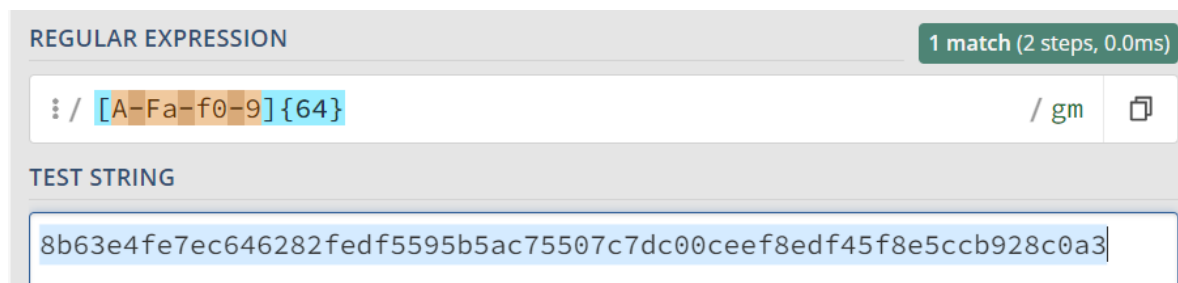 REGULAR EXPRESSION
1 match (2 steps, 0.0ms)
/ [A-Fa-f0-9]{64} / gm
TEST STRING
8b63e4fe7ec646282fedf5595b5ac75507c7dc00ceef8edf45f8e5ccb928c0a3